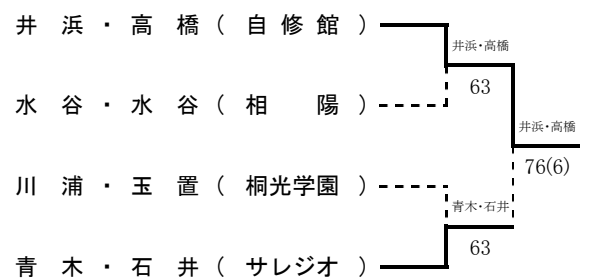 井 浜 ・ 高 橋 ( 自 修 館 )
井浜・高橋
63
水 谷 ・ 水 谷 ( 相 陽 )
井浜・高橋
76(6)
川 浦 ・ 玉 置 ( 桐光学園 )
青木・石井
63
青 木 ・ 石 井 ( サレジオ )